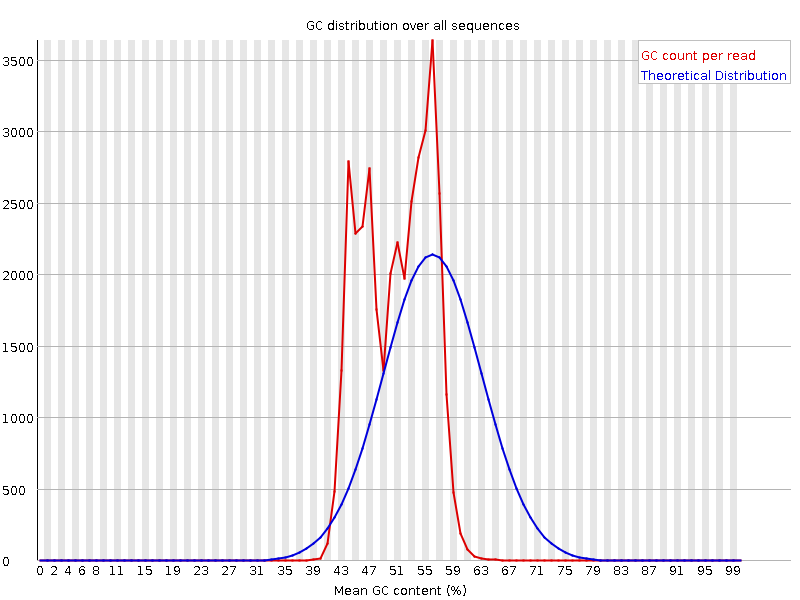 GC distribution over all sequences
GC count per read
Theoretical Distribution
3500
3000
2500
2000
1500
1000
500
0
0 2 4 6 8 11 15 19 23 27 31 35 39 43 47 51 55 59 63 67 71 75 79 83 87 91 95 99
Mean GC content (%)